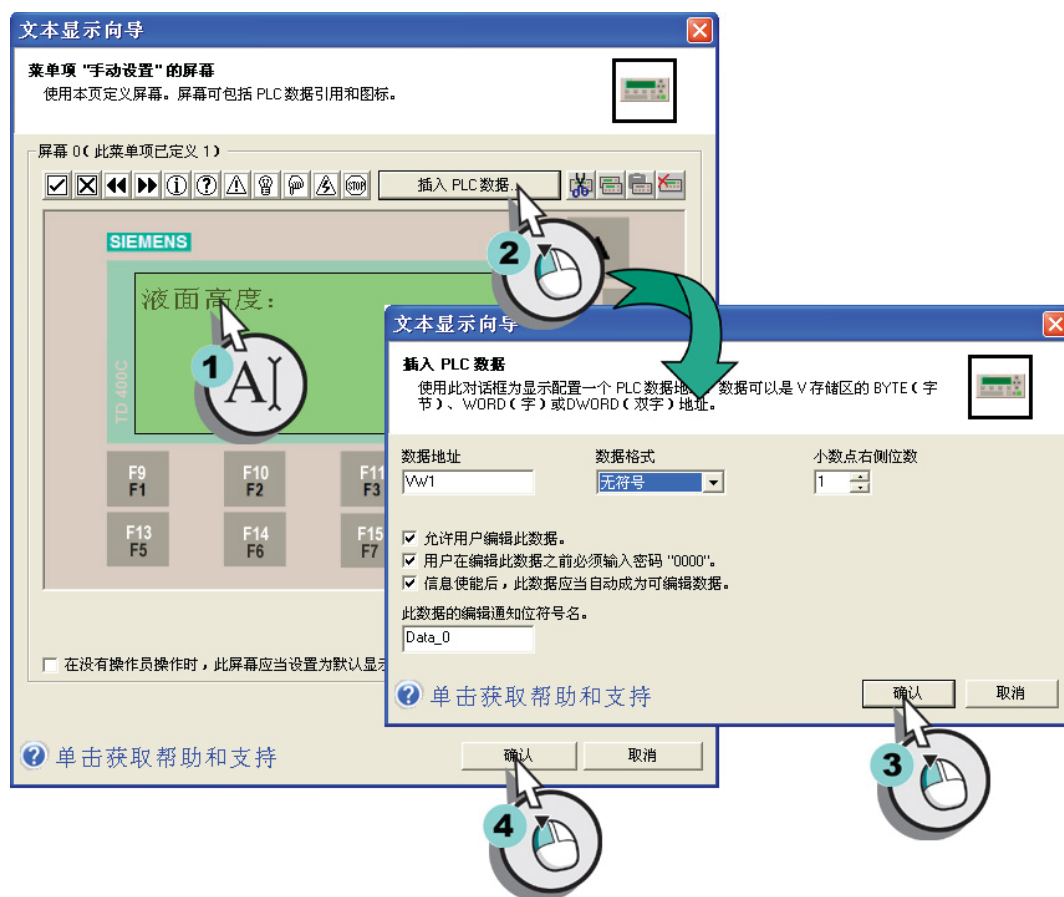 文本显示向导
菜单项 "手动设置" 的屏幕
使用本页定义屏幕。屏幕可包括 PLC 数据引用和图标。
屏幕 0( 此菜单项已定义 1)
STOP
插入 PLC 数据..
SIEMENS
2
液面高度：
1
A
TD 400C
F9
F1
F10
F2
F11
F3
F13
F5
F14
F6
F15
F7
在没有操作员操作时，此屏幕应当设置为默认显
单击获取帮助和支持
确认
取消
4
文本显示向导
插入 PLC 数据
使用此对话框为显示配置一个 PLC 数据地 数据可以是 V 存储区的 BYTE ( 字
节 )、WORD ( 字 ) 或DWORD ( 双字 ) 地址。
数据地址
数据格式
小数点右侧位数
VW1
无符号
1
允许用户编辑此数据。
用户在编辑此数据之前必须输入密码 "0000"。
信息使能后，此数据应当自动成为可编辑数据。
此数据的编辑通知位符号名。
Data_0
单击获取帮助和支持
确认
取消
3